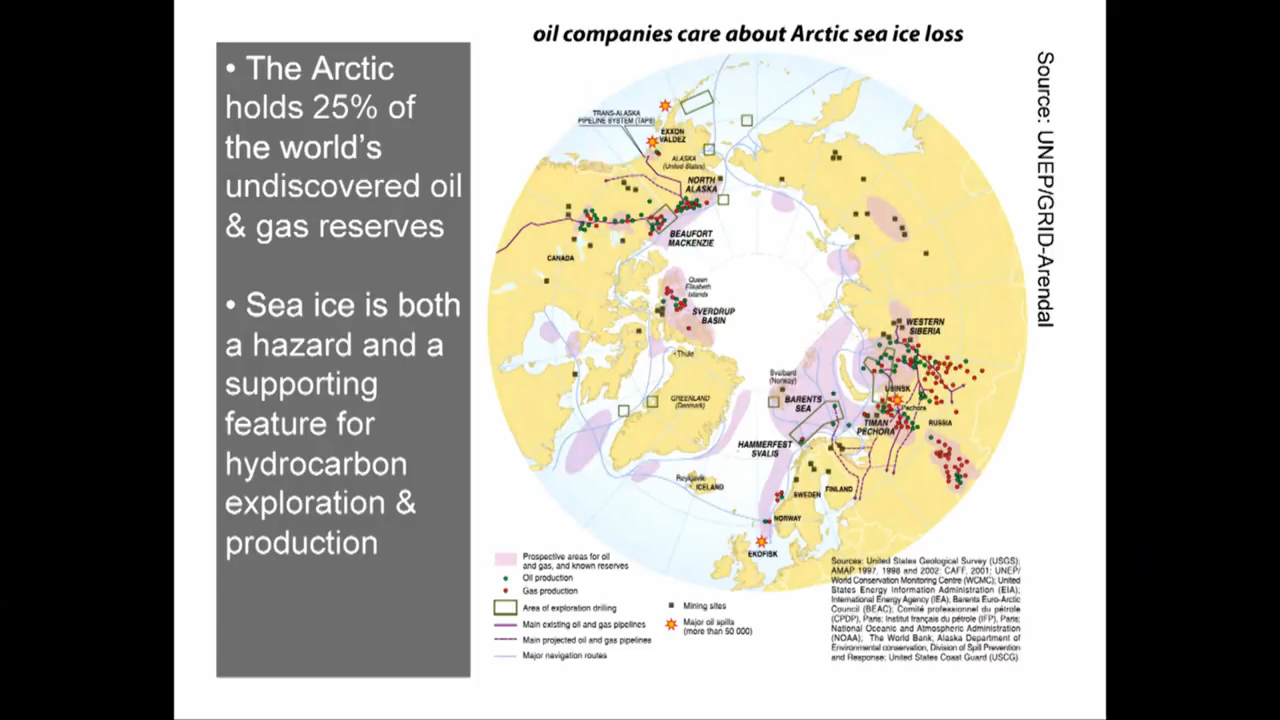 oil companies care about Arctic sea ice loss
• The Arctic
holds 25% of
the world's
undiscovered oil
& gas reserves
• Sea ice is both
a hazard and a
supporting
feature for
hydrocarbon
exploration &
production
Source: UNEP/GRID-Arendal
TRANS-ALASKA
PIPELINE SYSTEM (TAPS)
EXXON
VALDEZ
ALASKA
(United States)
NORTH
ALASKA
BEAUFORT
MACKENZIE
CANADA
Queen
Elisabeth
Islands
SVERDRUP
BASIN
WESTERN
SIBERIA
Thule
Svalbard
(Norway)
GREENLAND
(Denmark)
BARENTS
SEA
USINSK
Pechora
TIMAN
PECHORA
RUSSIA
HAMMERFEST
SVALIS
Reykjavik
ICELAND
SWEDEN
FINLAND
NORWAY
EKOFISK
Prospective areas for oil
and gas, and known reserves
Oil production
Gas production
Area of exploration drilling
Main existing oil and gas pipelines
Main projected oil and gas pipelines
Major navigation routes
Mining sites
Major oil spills
(more than 50 000)
Sources: United States Geological Survey (USGS);
AMAP 1997, 1998 and 2002; CAFF, 2001; UNEP/
World Conservation Monitoring Centre (WCMC); United
States Energy Information Administration (EIA);
International Energy Agency (IEA); Barents Euro-Arctic
Council (BEAC); Comité professionnel du pétrole
(CPDP), Paris; Institut français du pétrole (IFP), Paris;
National Oceanic and Atmospheric Administration
(NOAA); The World Bank; Alaska Department of
Environmental conservation, Division of Spill Prevention
and Response; United States Coast Guard (USCG).